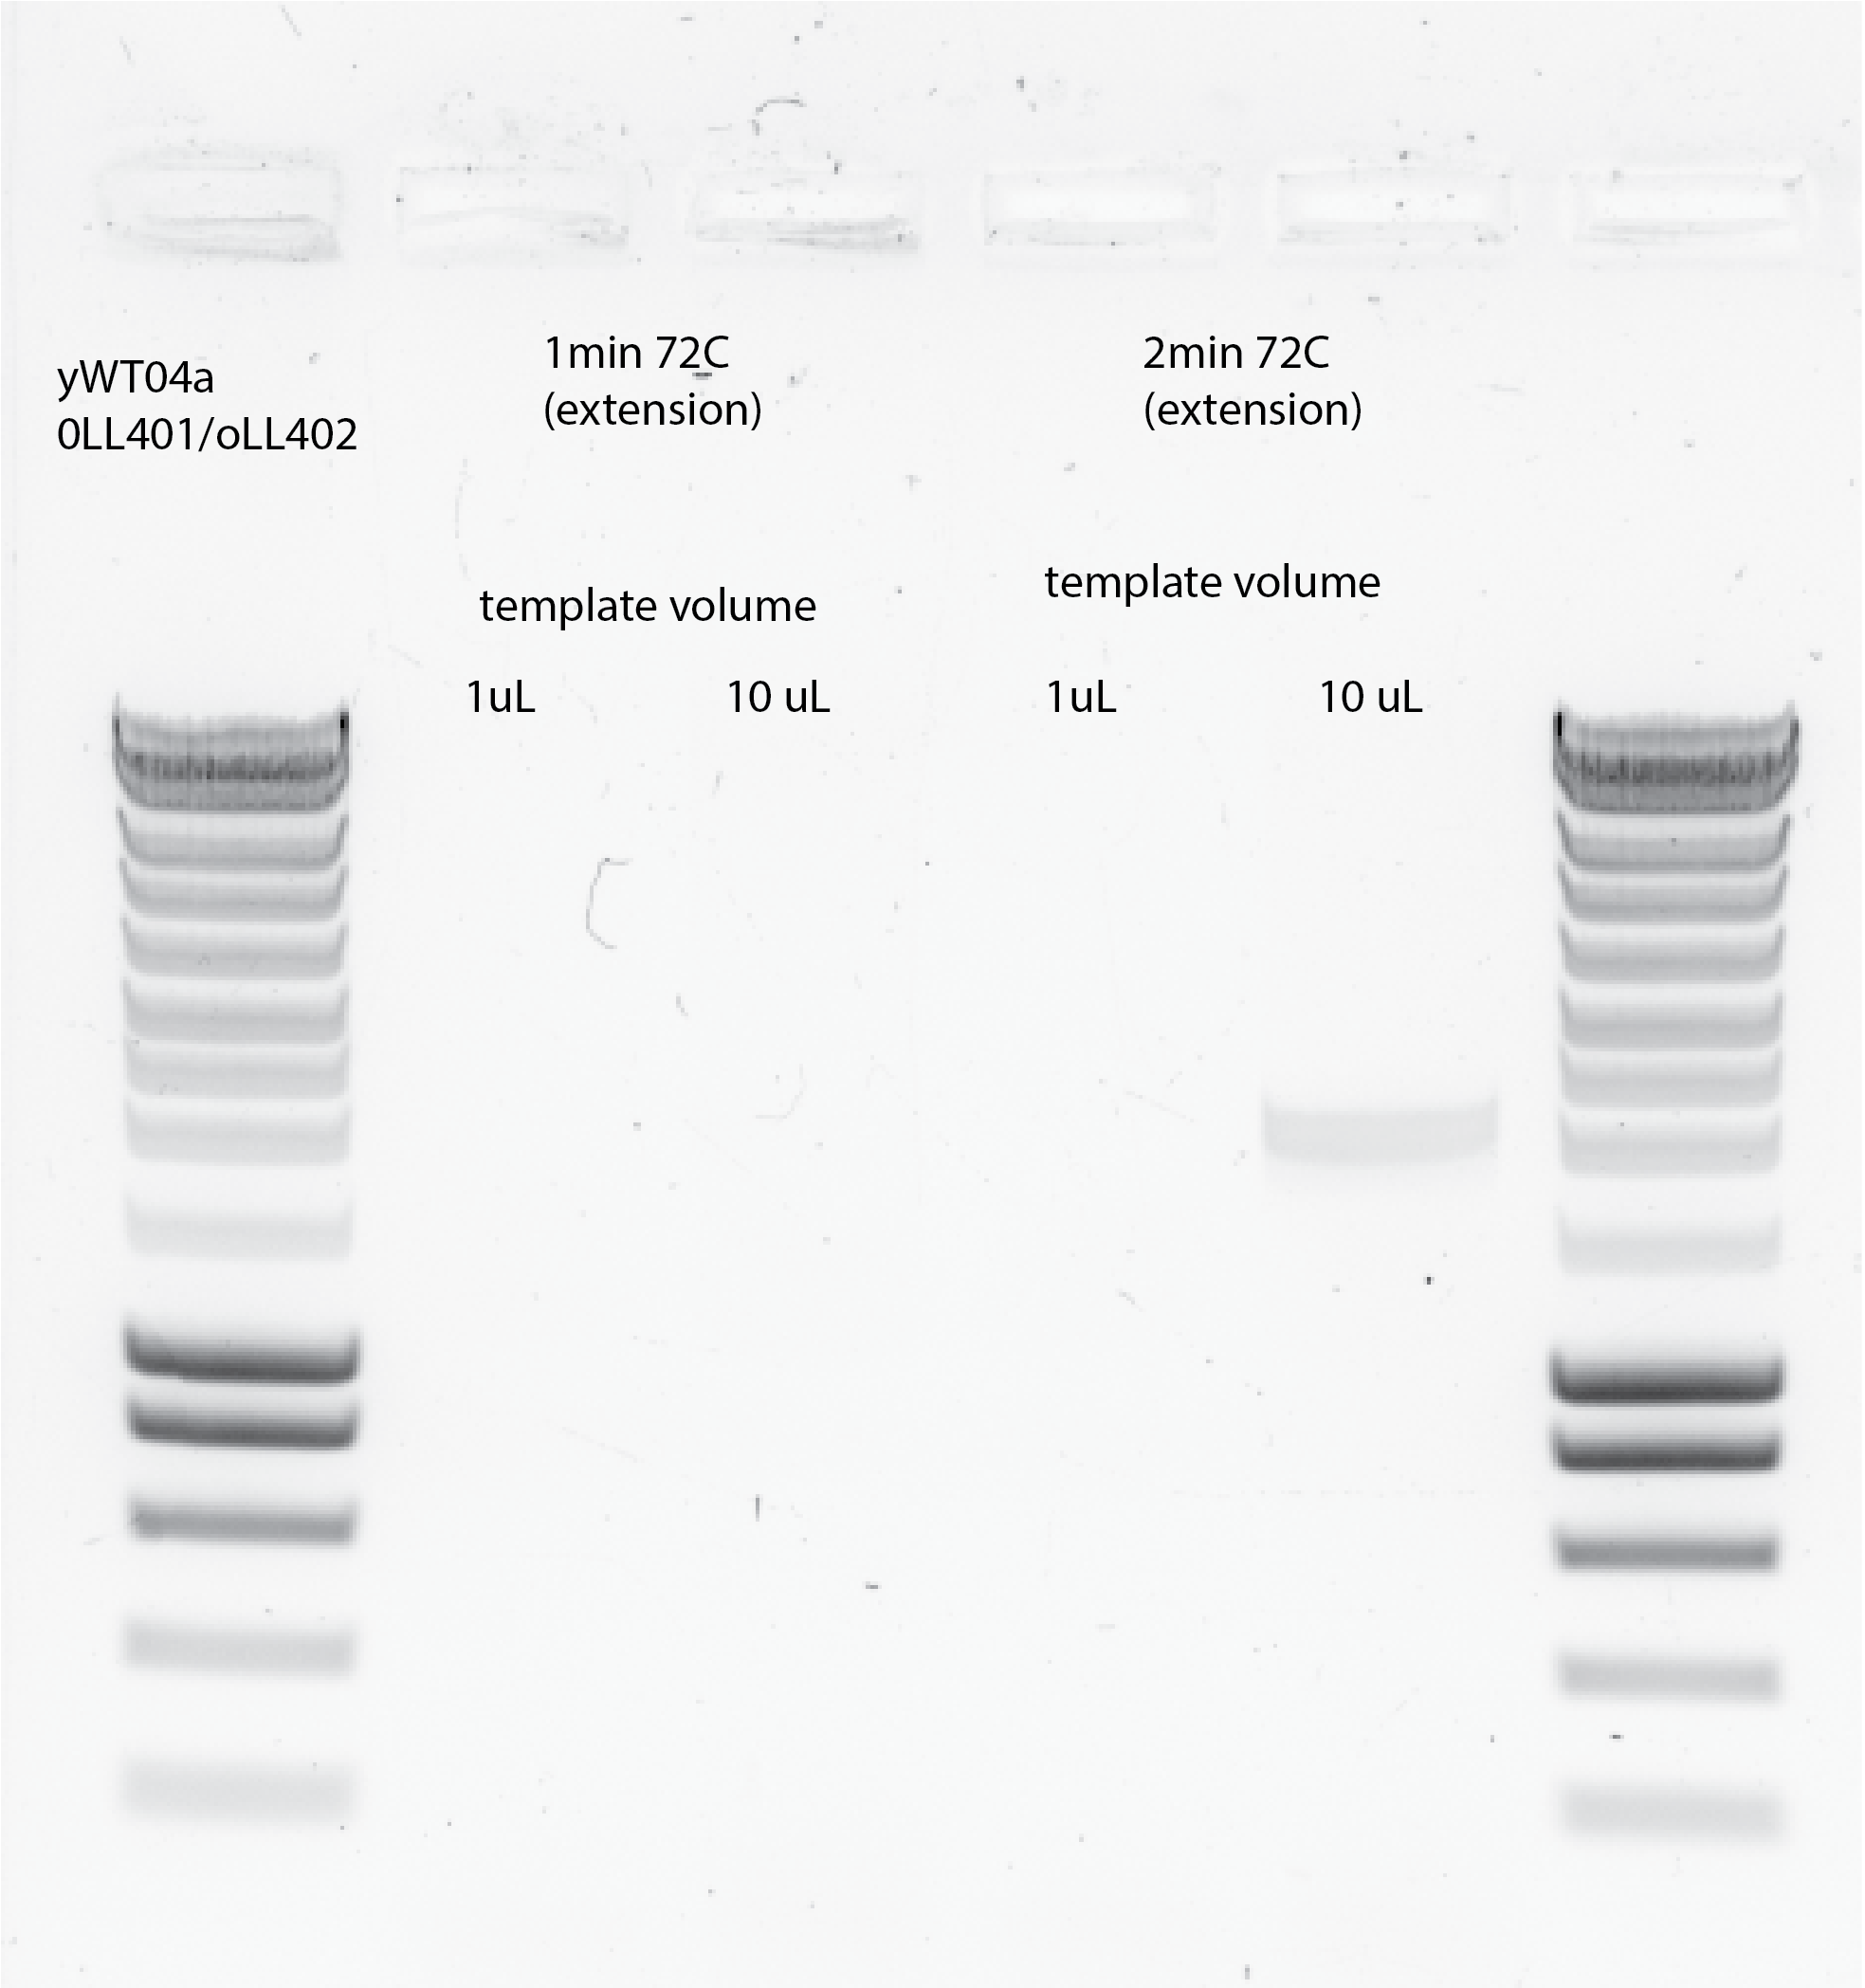 yWT04a
0LL401/oLL402
1min 72C
(extension)
2min 72C
(extension)
template volume
template volume
1uL
10 uL
1uL
10 uL